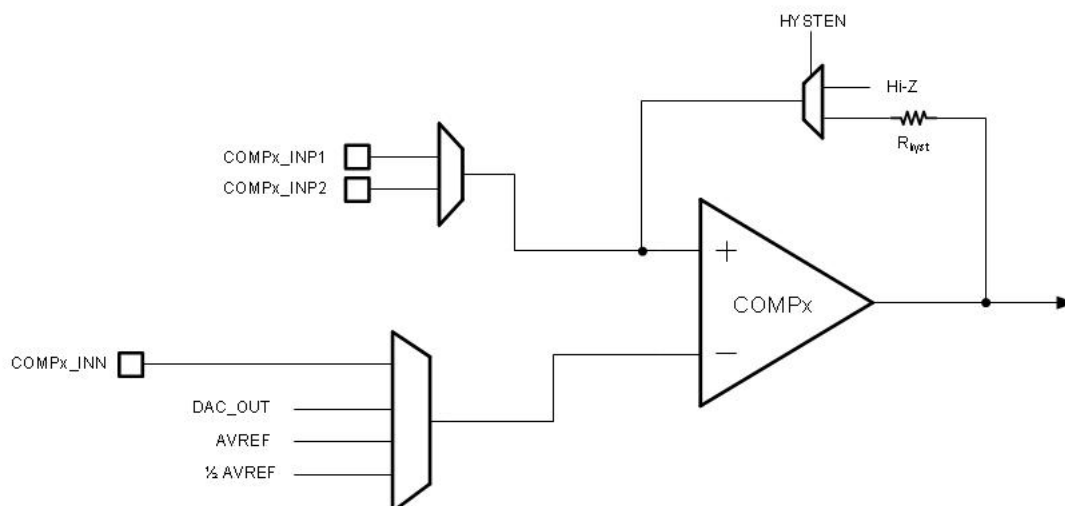 HYSTEN
Hi-Z
Rhyst
COMPx_INP1
COMPx_INP2
+
COMPx
−
COMPx_INN
DAC_OUT
AVREF
½ AVREF